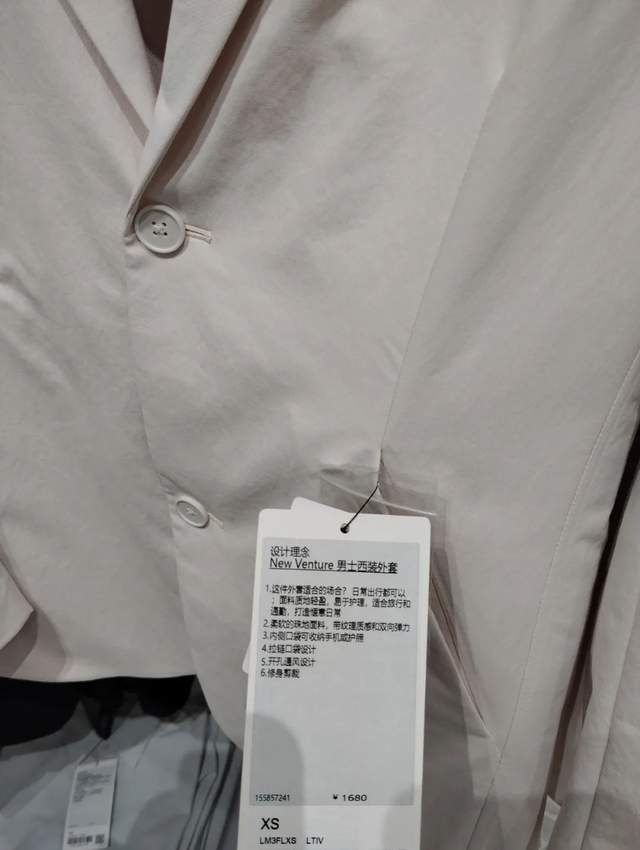 设计理念
New Venture 男士西装外套
1.这件外套适合的场合？ 日常出行都可以
；面料质地轻盈，易于护理，适合旅行和
通勤，打造惬意日常
2.柔软的珠地面料，带纹理质感和双向弹力
3.内侧口袋可收纳手机或护照
4.拉链口袋设计
5.开孔通风设计
6.修身剪裁
155857241 ￥1680
XS
LM3FLXS LTIV